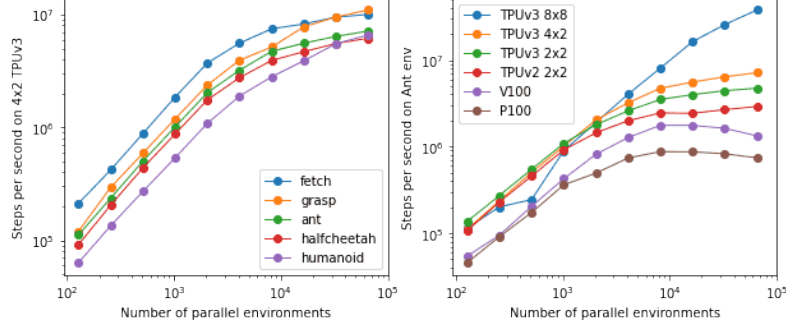 Steps per second on 4x2 TPUv3
10⁷
10⁶
10⁵
fetch
grasp
ant
halfcheetah
humanoid
10² 10³ 10⁴ 10⁵
Number of parallel environments
Steps per second on Ant env
10⁷
10⁶
10⁵
TPUv3 8x8
TPUv3 4x2
TPUv3 2x2
TPUv2 2x2
V100
P100
10² 10³ 10⁴ 10⁵
Number of parallel environments